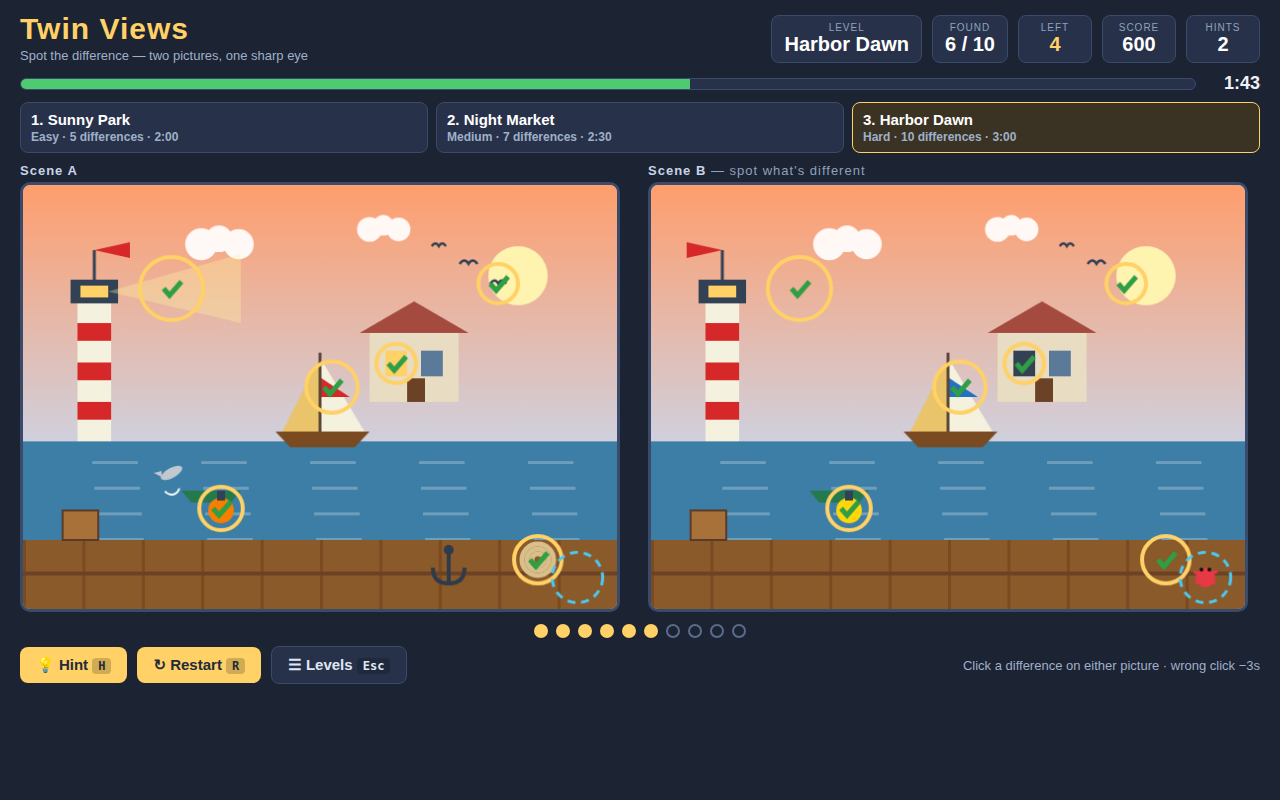 Twin Views
Spot the difference — two pictures, one sharp eye
LEVEL
Harbor Dawn
FOUND
6 / 10
LEFT
4
SCORE
600
HINTS
2
1:43
1. Sunny Park
Easy · 5 differences · 2:00
2. Night Market
Medium · 7 differences · 2:30
3. Harbor Dawn
Hard · 10 differences · 3:00
Scene A
Scene B — spot what's different
💡 Hint H
↻ Restart R
☰ Levels Esc
Click a difference on either picture · wrong click −3s